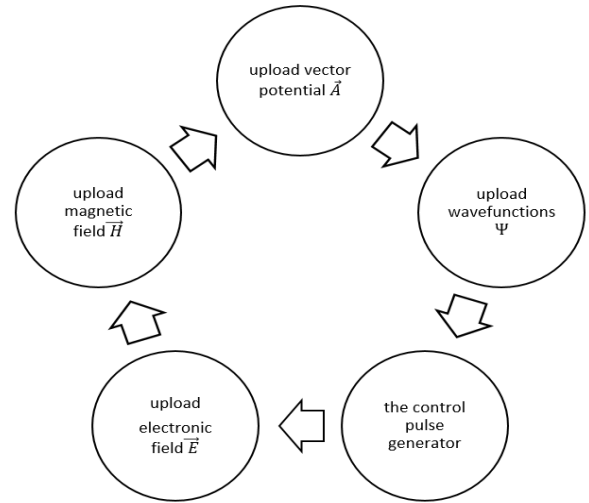 upload vector
potential A⃗
upload
wavefunctions
Ψ
the control
pulse
generator
upload
electronic
field E⃗
upload
magnetic
field H⃗